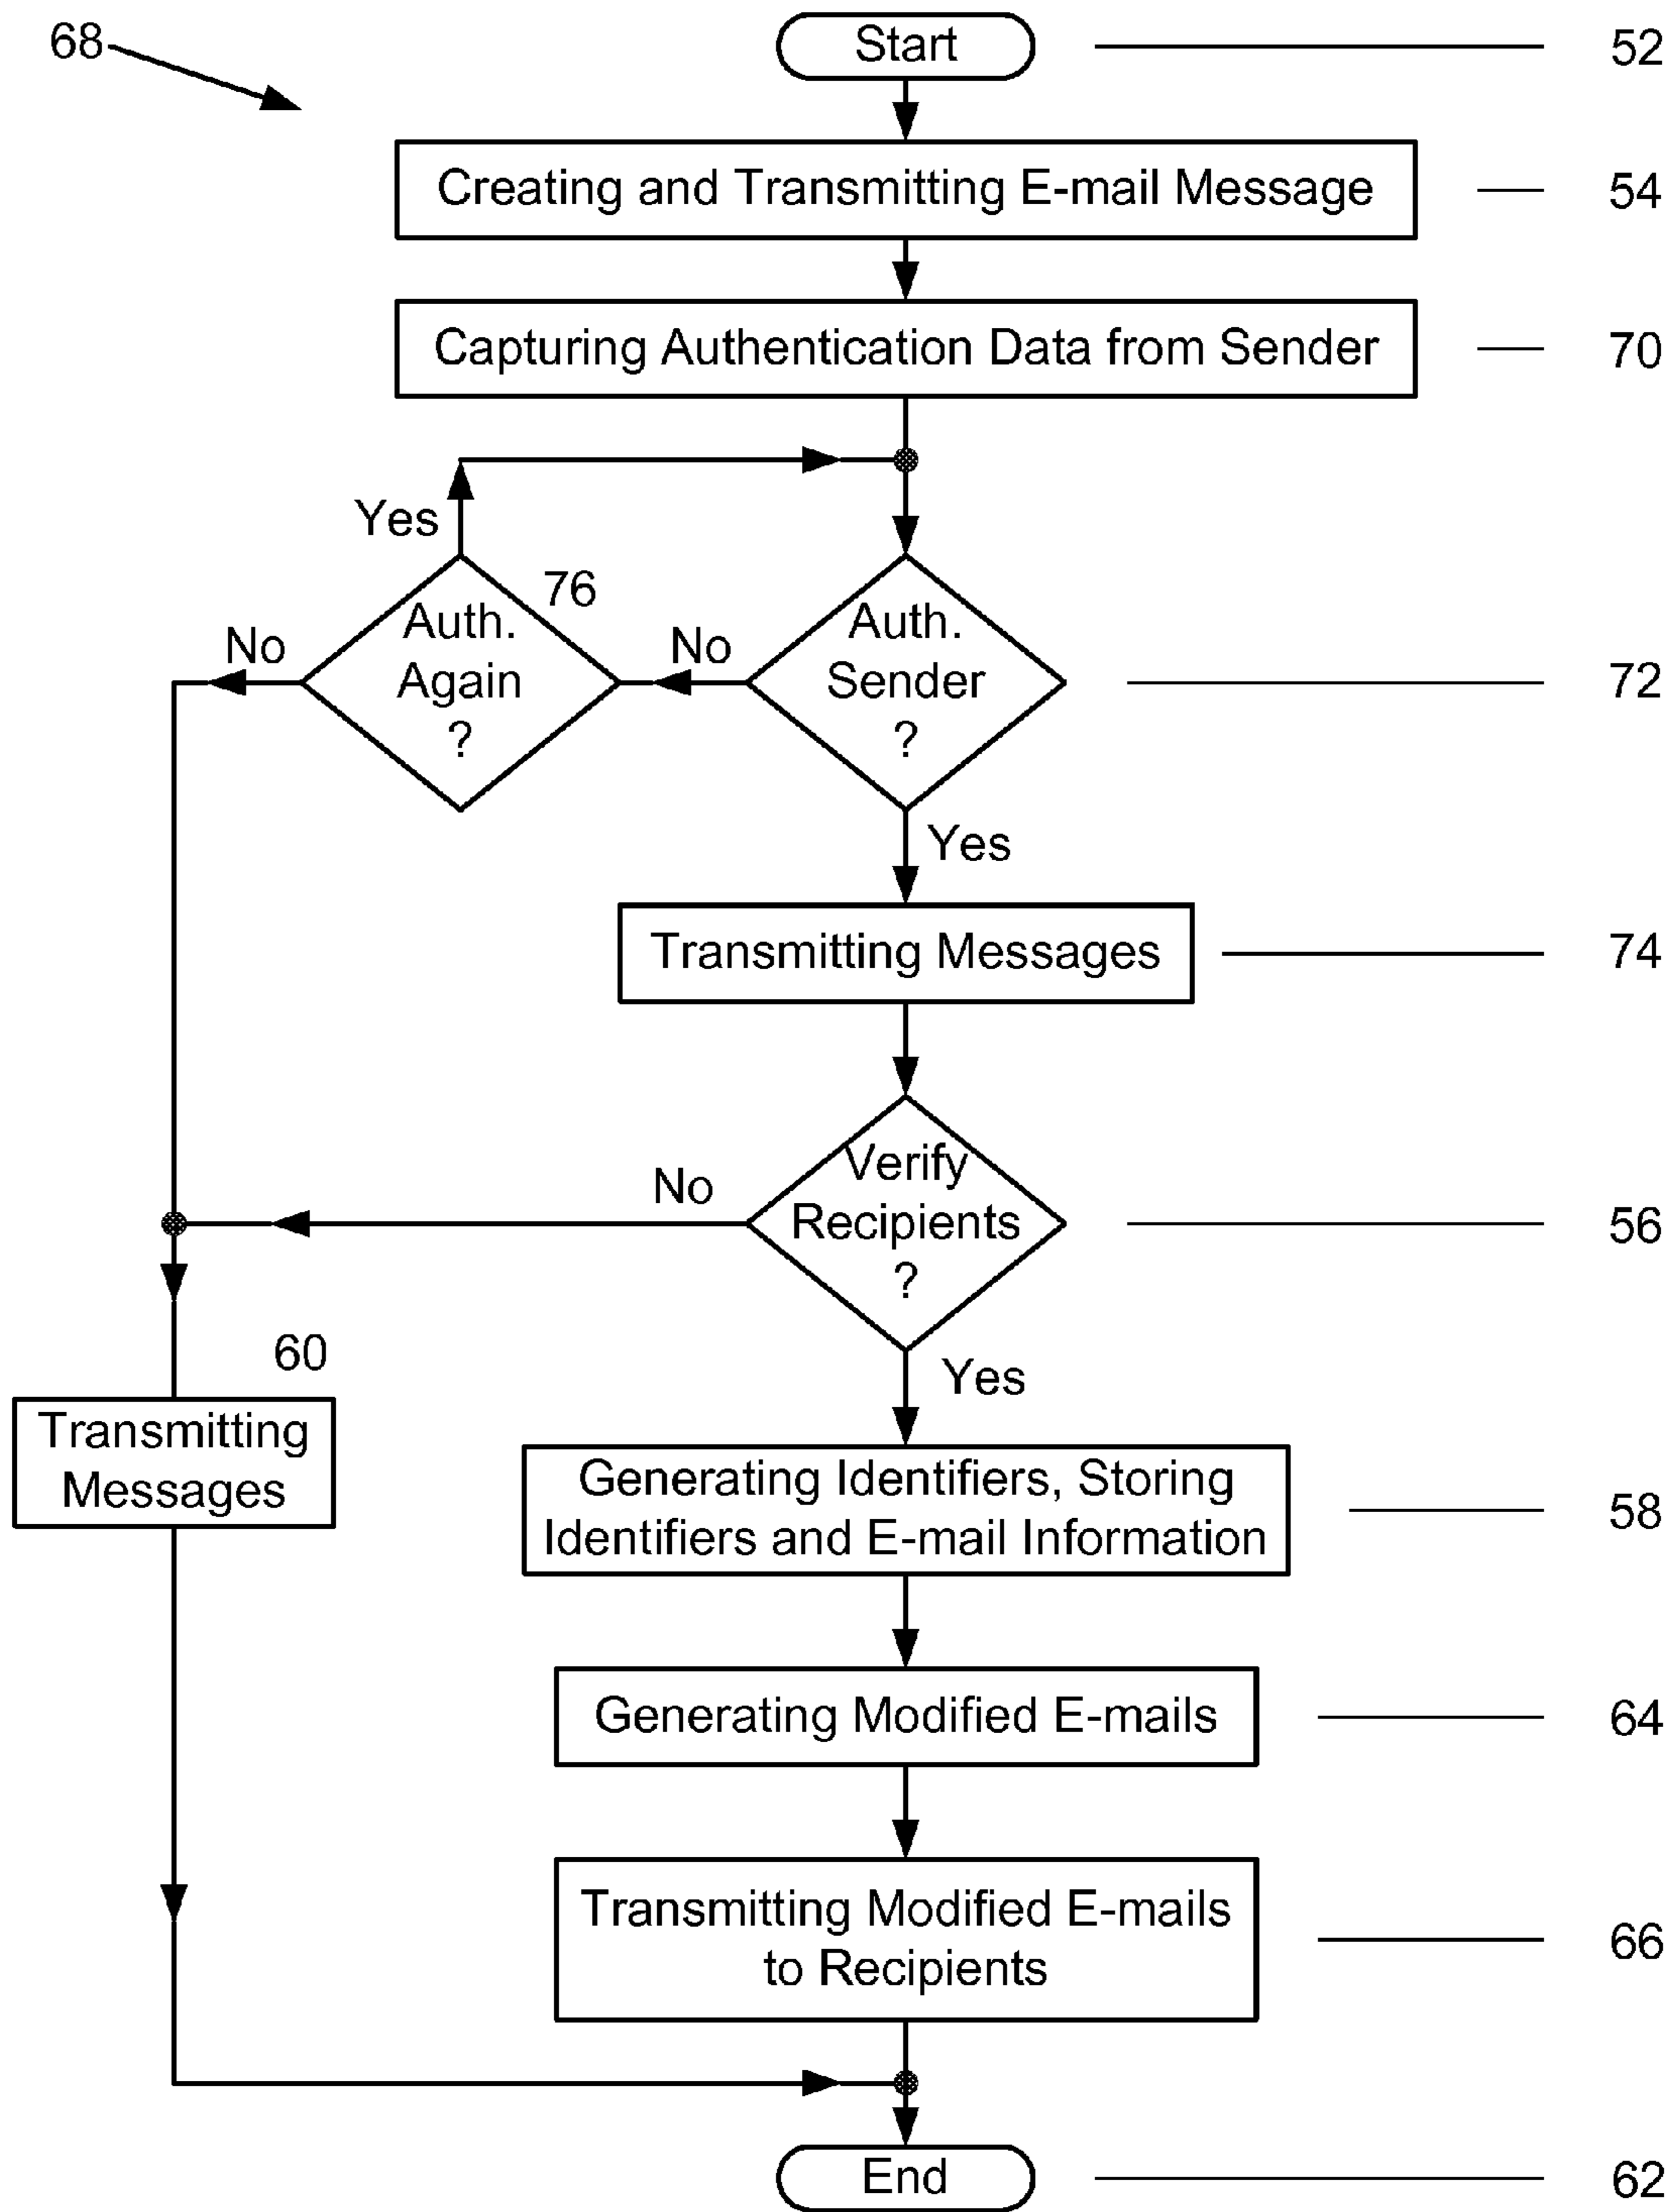 68
Start
52
Creating and Transmitting E-mail Message
54
Capturing Authentication Data from Sender
70
Yes
76
Auth.
Again
?
No
No
Auth.
Sender
?
72
Yes
Transmitting Messages
74
Verify
Recipients
?
No
56
Yes
60
Transmitting
Messages
Generating Identifiers, Storing
Identifiers and E-mail Information
58
Generating Modified E-mails
64
Transmitting Modified E-mails
to Recipients
66
End
62